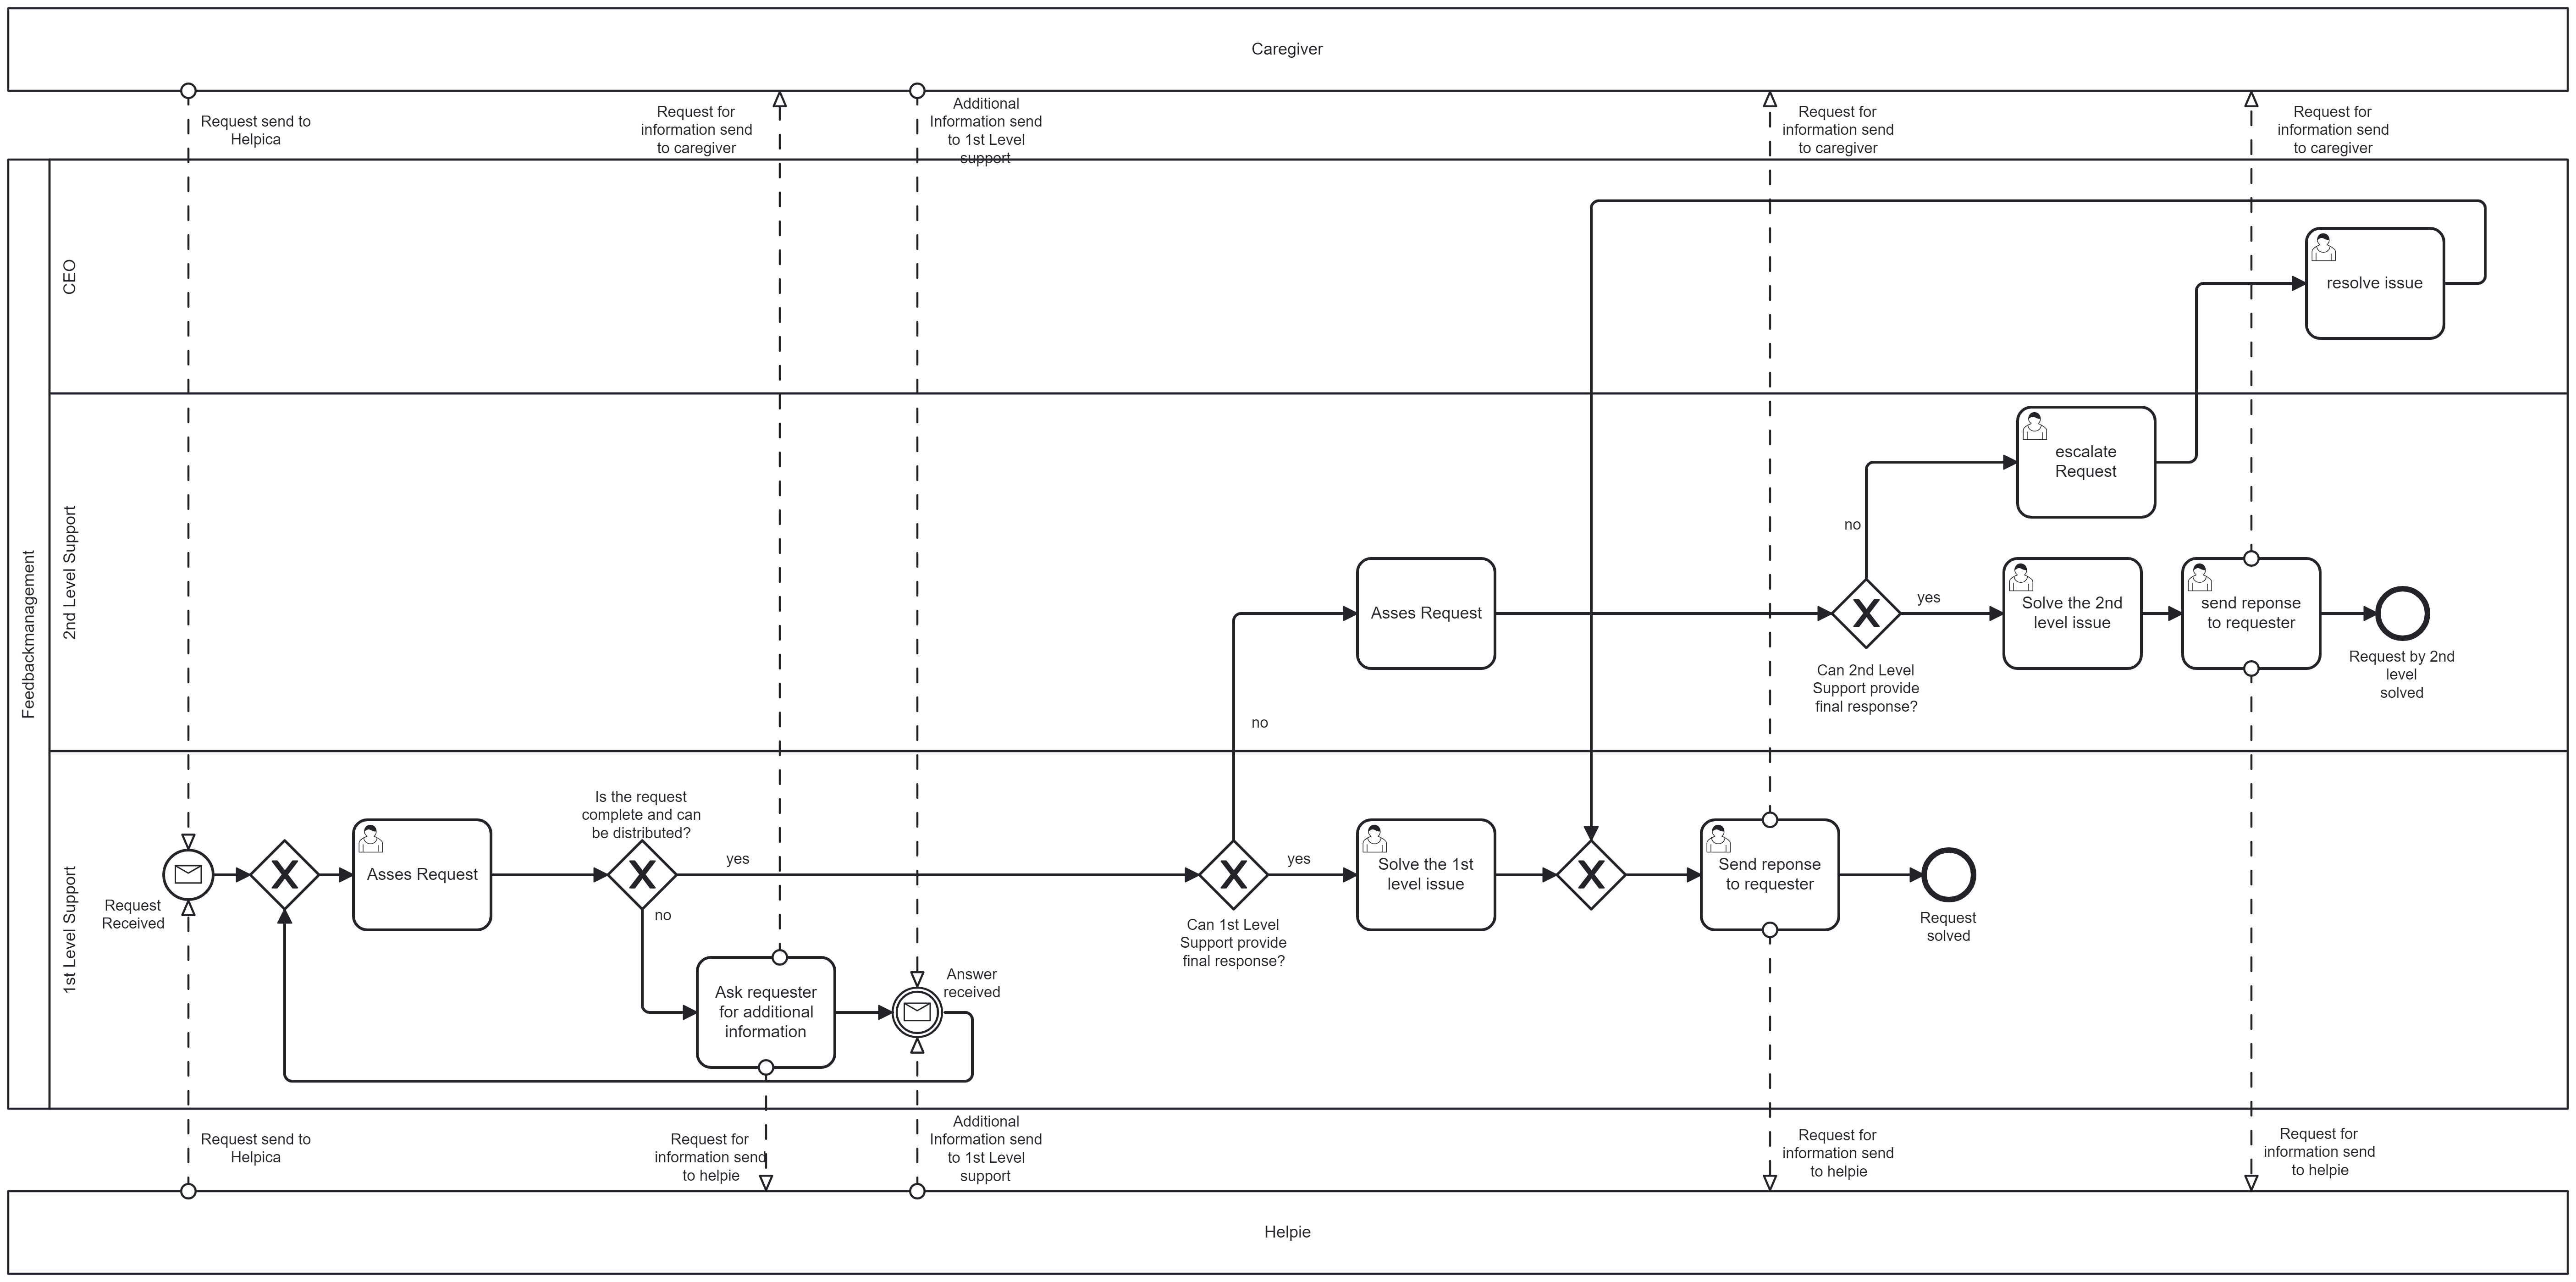 Caregiver
Request send to
Helpica
Request for
information send
to caregiver
Additional
Information send
to 1st Level
support
Request for
information send
to caregiver
Request for
information send
to caregiver
Feedbackmanagement
CEO
resolve issue
2nd Level Support
escalate
Request
no
Asses Request
yes
Can 2nd Level
Support provide
final response?
Solve the 2nd
level issue
send reponse
to requester
Request by 2nd
level
solved
no
1st Level Support
Request
Received
Asses Request
Is the request
complete and can
be distributed?
yes
no
Ask requester
for additional
information
Answer
received
Can 1st Level
Support provide
final response?
yes
Solve the 1st
level issue
Send reponse
to requester
Request
solved
Request send to
Helpica
Request for
information send
to helpie
Additional
Information send
to 1st Level
support
Request for
information send
to helpie
Request for
information send
to helpie
Helpie